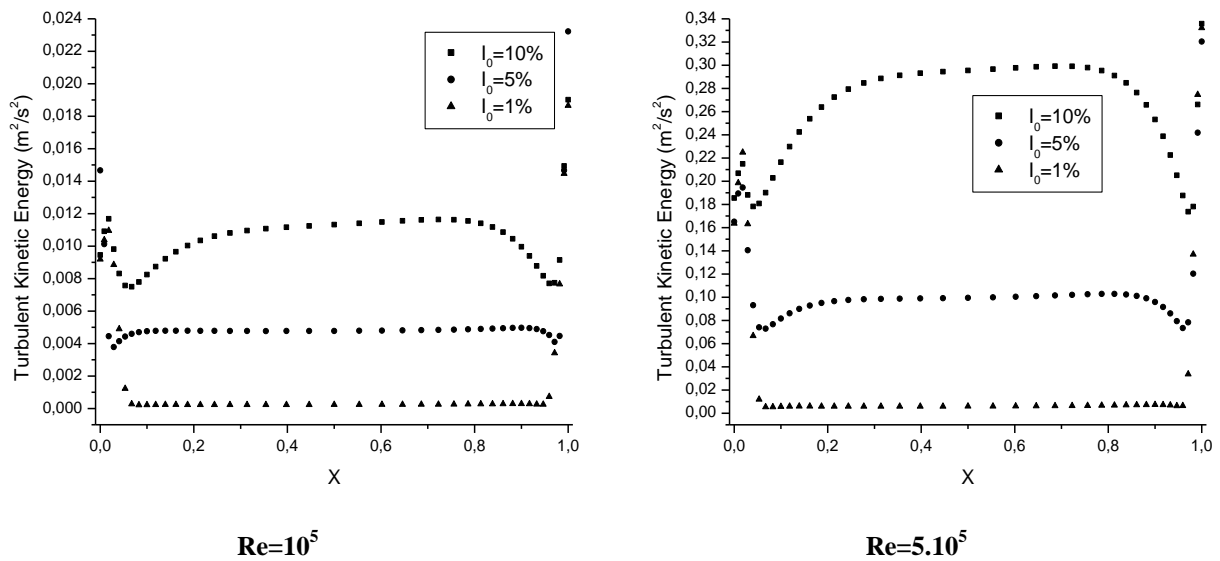 0,024
0,022
0,020
0,018
0,016
0,014
0,012
0,010
0,008
0,006
0,004
0,002
0,000
Turbulent Kinetic Energy (m²/s²)
I₀=10%
I₀=5%
I₀=1%
0,0 0,2 0,4 0,6 0,8 1,0
X
Re=10⁵
0,34
0,32
0,30
0,28
0,26
0,24
0,22
0,20
0,18
0,16
0,14
0,12
0,10
0,08
0,06
0,04
0,02
0,00
Turbulent Kinetic Energy (m²/s²)
I₀=10%
I₀=5%
I₀=1%
0,0 0,2 0,4 0,6 0,8 1,0
X
Re=5.10⁵